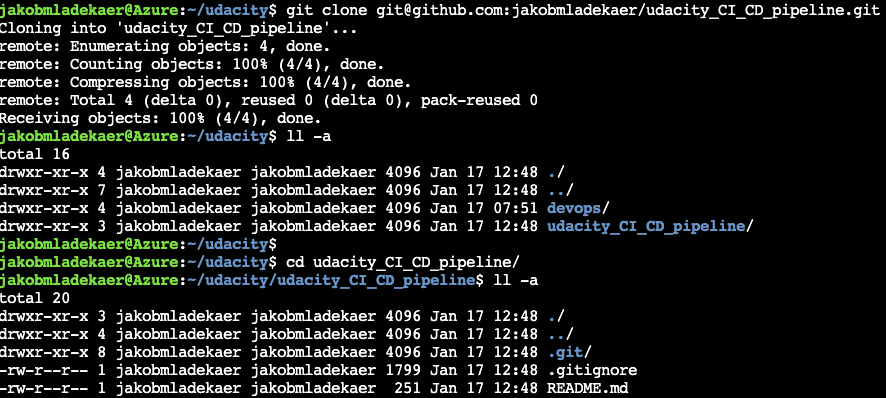 jakobmladekaer@Azure:~/udacity$ git clone git@github.com:jakobmladekaer/udacity_CI_CD_pipeline.git
Cloning into 'udacity_CI_CD_pipeline'...
remote: Enumerating objects: 4, done.
remote: Counting objects: 100% (4/4), done.
remote: Compressing objects: 100% (4/4), done.
remote: Total 4 (delta 0), reused 0 (delta 0), pack-reused 0
Receiving objects: 100% (4/4), done.
jakobmladekaer@Azure:~/udacity$ ll -a
total 16
drwxr-xr-x 4 jakobmladekaer jakobmladekaer 4096 Jan 17 12:48 ./
drwxr-xr-x 7 jakobmladekaer jakobmladekaer 4096 Jan 17 12:48 ../
drwxr-xr-x 4 jakobmladekaer jakobmladekaer 4096 Jan 17 07:51 devops/
drwxr-xr-x 3 jakobmladekaer jakobmladekaer 4096 Jan 17 12:48 udacity_CI_CD_pipeline/
jakobmladekaer@Azure:~/udacity$
jakobmladekaer@Azure:~/udacity$ cd udacity_CI_CD_pipeline/
jakobmladekaer@Azure:~/udacity/udacity_CI_CD_pipeline$ ll -a
total 20
drwxr-xr-x 3 jakobmladekaer jakobmladekaer 4096 Jan 17 12:48 ./
drwxr-xr-x 4 jakobmladekaer jakobmladekaer 4096 Jan 17 12:48 ../
drwxr-xr-x 8 jakobmladekaer jakobmladekaer 4096 Jan 17 12:48 .git/
-rw-r--r-- 1 jakobmladekaer jakobmladekaer 1799 Jan 17 12:48 .gitignore
-rw-r--r-- 1 jakobmladekaer jakobmladekaer  251 Jan 17 12:48 README.md